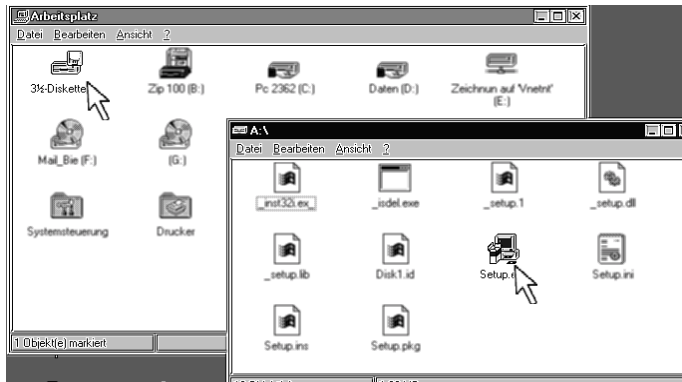 Arbeitsplatz
Datei Bearbeiten Ansicht ?
3½-Diskette
Zip 100 (B:)
Pc 2362 (C:)
Daten (D:)
Zeichnun auf 'Vnetnt'
(E:)
Mail_Bie (F:)
(G:)
Systemsteuerung
Drucker
1 Objekt(e) markiert
A:\
Datei Bearbeiten Ansicht ?
_inst32i.ex_
_isdel.exe
_setup.1
_setup.dll
_setup.lib
Disk1.id
Setup.e
Setup.ini
Setup.ins
Setup.pkg